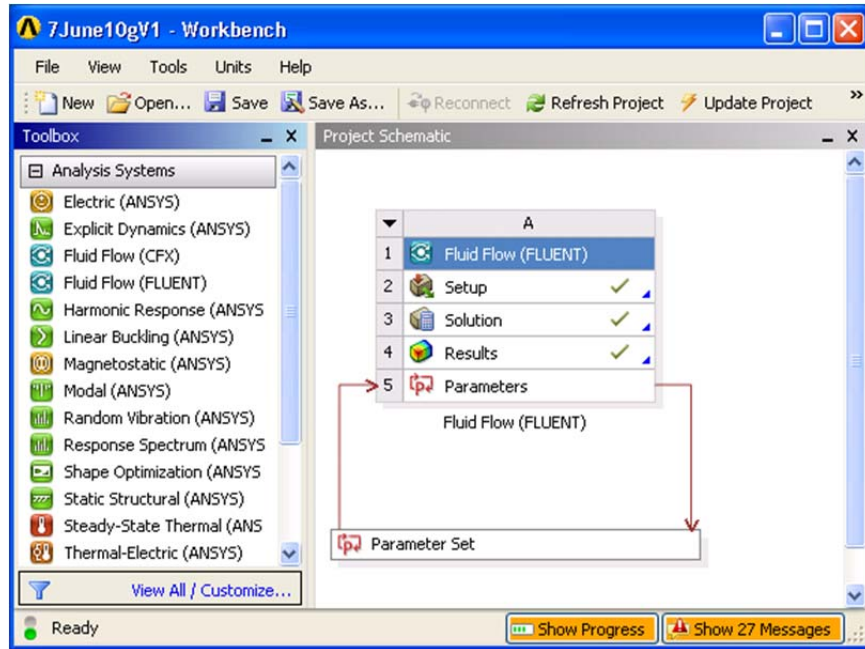 7June10gV1 - Workbench
File View Tools Units Help
New Open... Save Save As... Reconnect Refresh Project Update Project »
Toolbox
Project Schematic
Analysis Systems
Electric (ANSYS)
Explicit Dynamics (ANSYS)
Fluid Flow (CFX)
Fluid Flow (FLUENT)
Harmonic Response (ANSYS
Linear Buckling (ANSYS)
Magnetostatic (ANSYS)
Modal (ANSYS)
Random Vibration (ANSYS)
Response Spectrum (ANSYS
Shape Optimization (ANSYS
Static Structural (ANSYS)
Steady-State Thermal (ANS
Thermal-Electric (ANSYS)
View All / Customize...
A
1 Fluid Flow (FLUENT)
2 Setup
3 Solution
4 Results
5 Parameters
Fluid Flow (FLUENT)
Parameter Set
Ready
Show Progress
Show 27 Messages